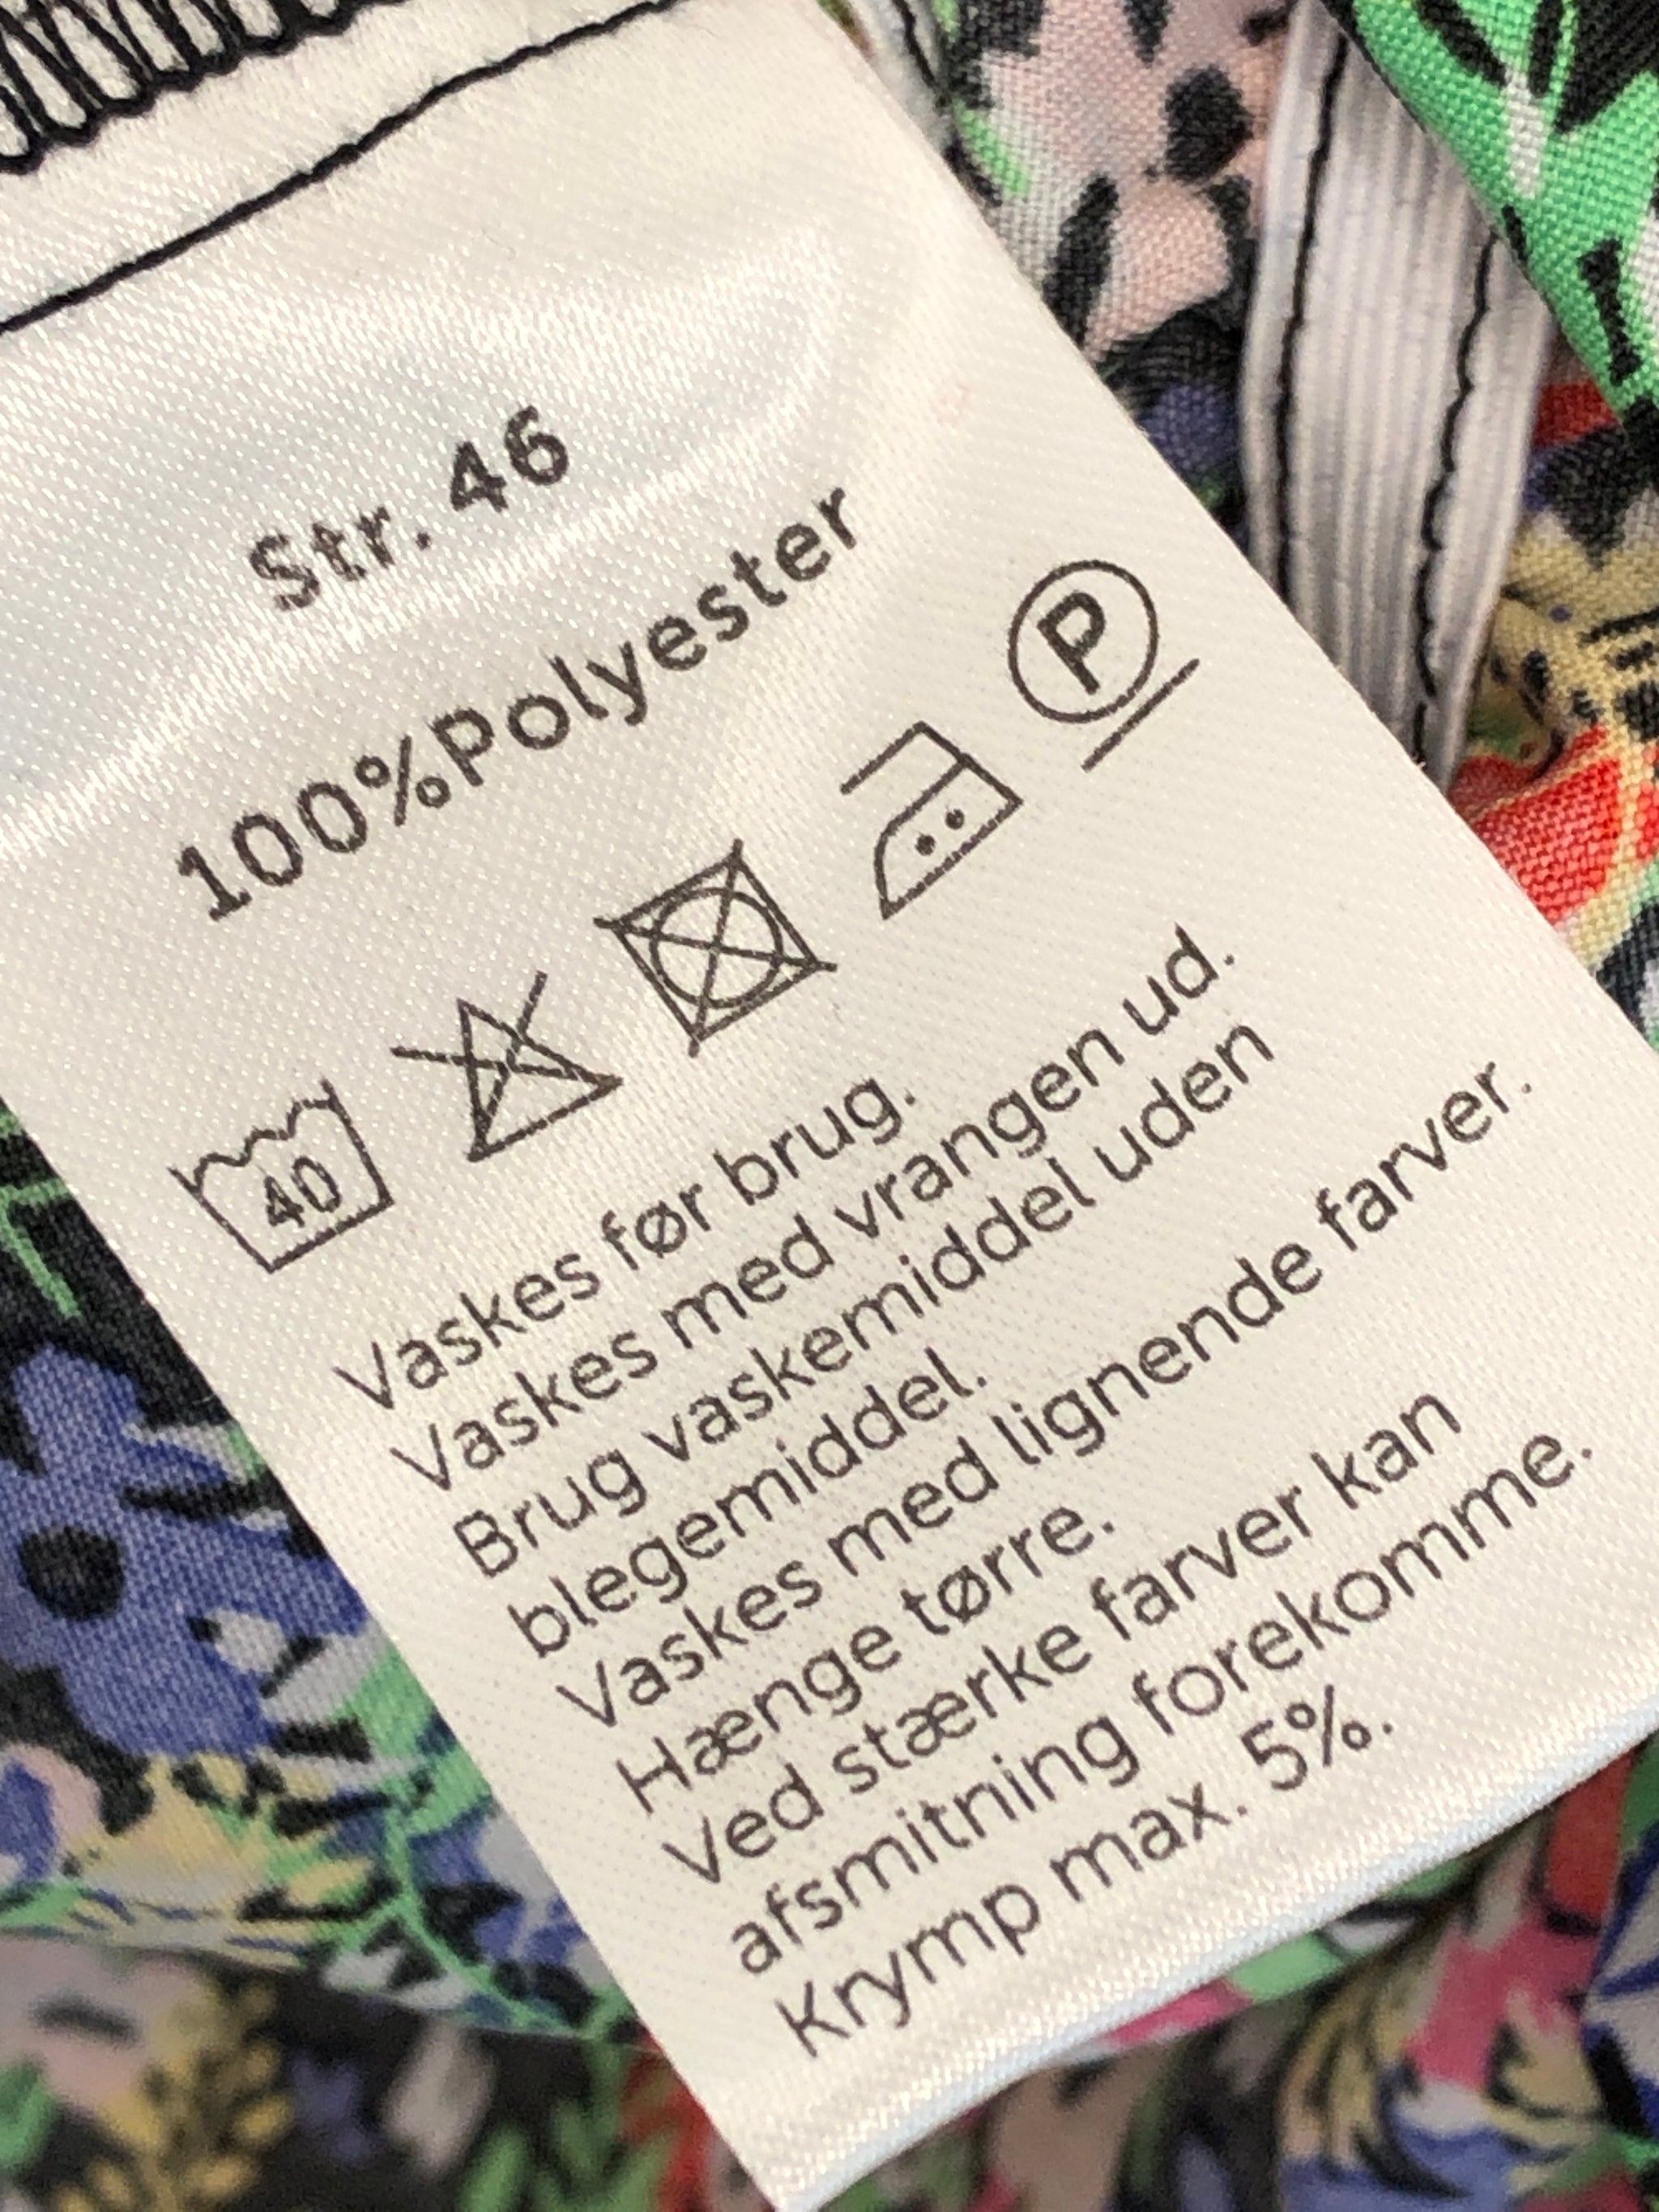 Str. 46
100%Polyester
40
P
Vaskes før brug.
Vaskes med vrangen ud.
Brug vaskemiddel uden
blegemiddel.
Vaskes med lignende farver.
Hænge tørre.
Ved stærke farver kan
afsmitning forekomme.
Krymp max. 5%.